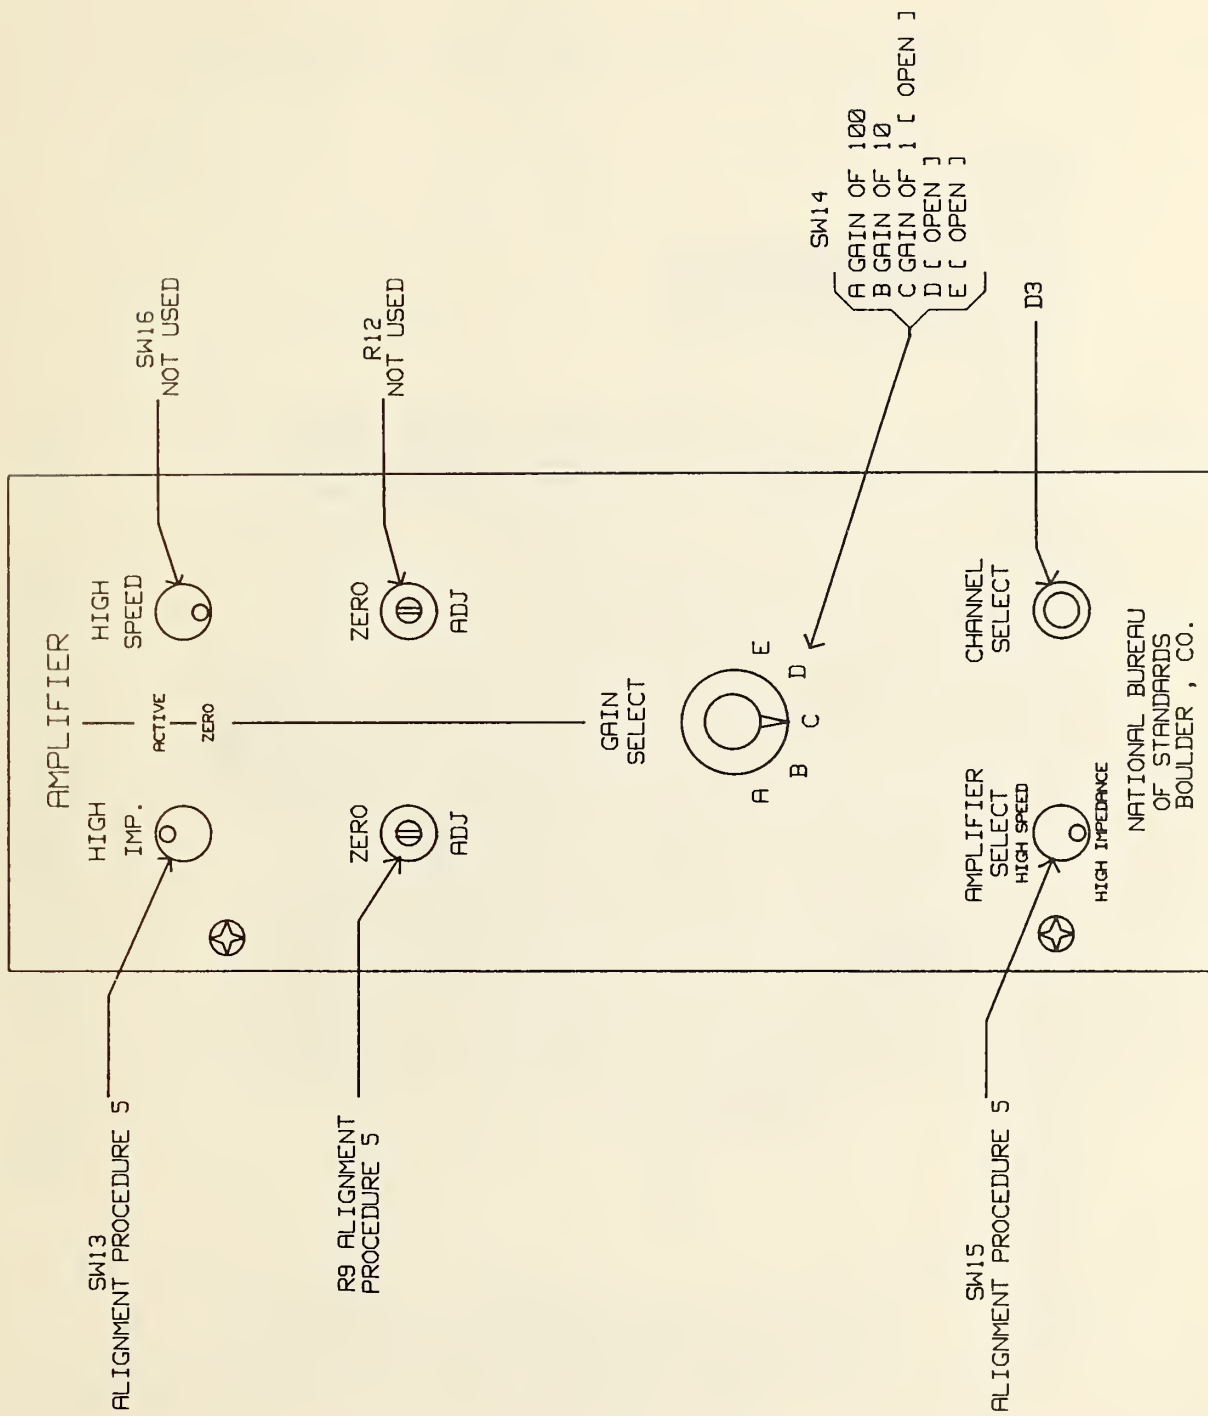 AMPLIFIER
HIGH
IMP.
ACTIVE
ZERO
HIGH
SPEED
SW16
NOT USED
SW13
ALIGNMENT PROCEDURE 5
ZERO
ADJ
ZERO
ADJ
R12
NOT USED
R9 ALIGNMENT
PROCEDURE 5
GAIN
SELECT
A
B
C
D
E
SW14
A GAIN OF 100
B GAIN OF 10
C GAIN OF 1 [ OPEN ]
D [ OPEN ]
E [ OPEN ]
AMPLIFIER
SELECT
HIGH SPEED
HIGH IMPEDANCE
CHANNEL
SELECT
D3
SW15
ALIGNMENT PROCEDURE 5
NATIONAL BUREAU
OF STANDARDS
BOULDER , CO.